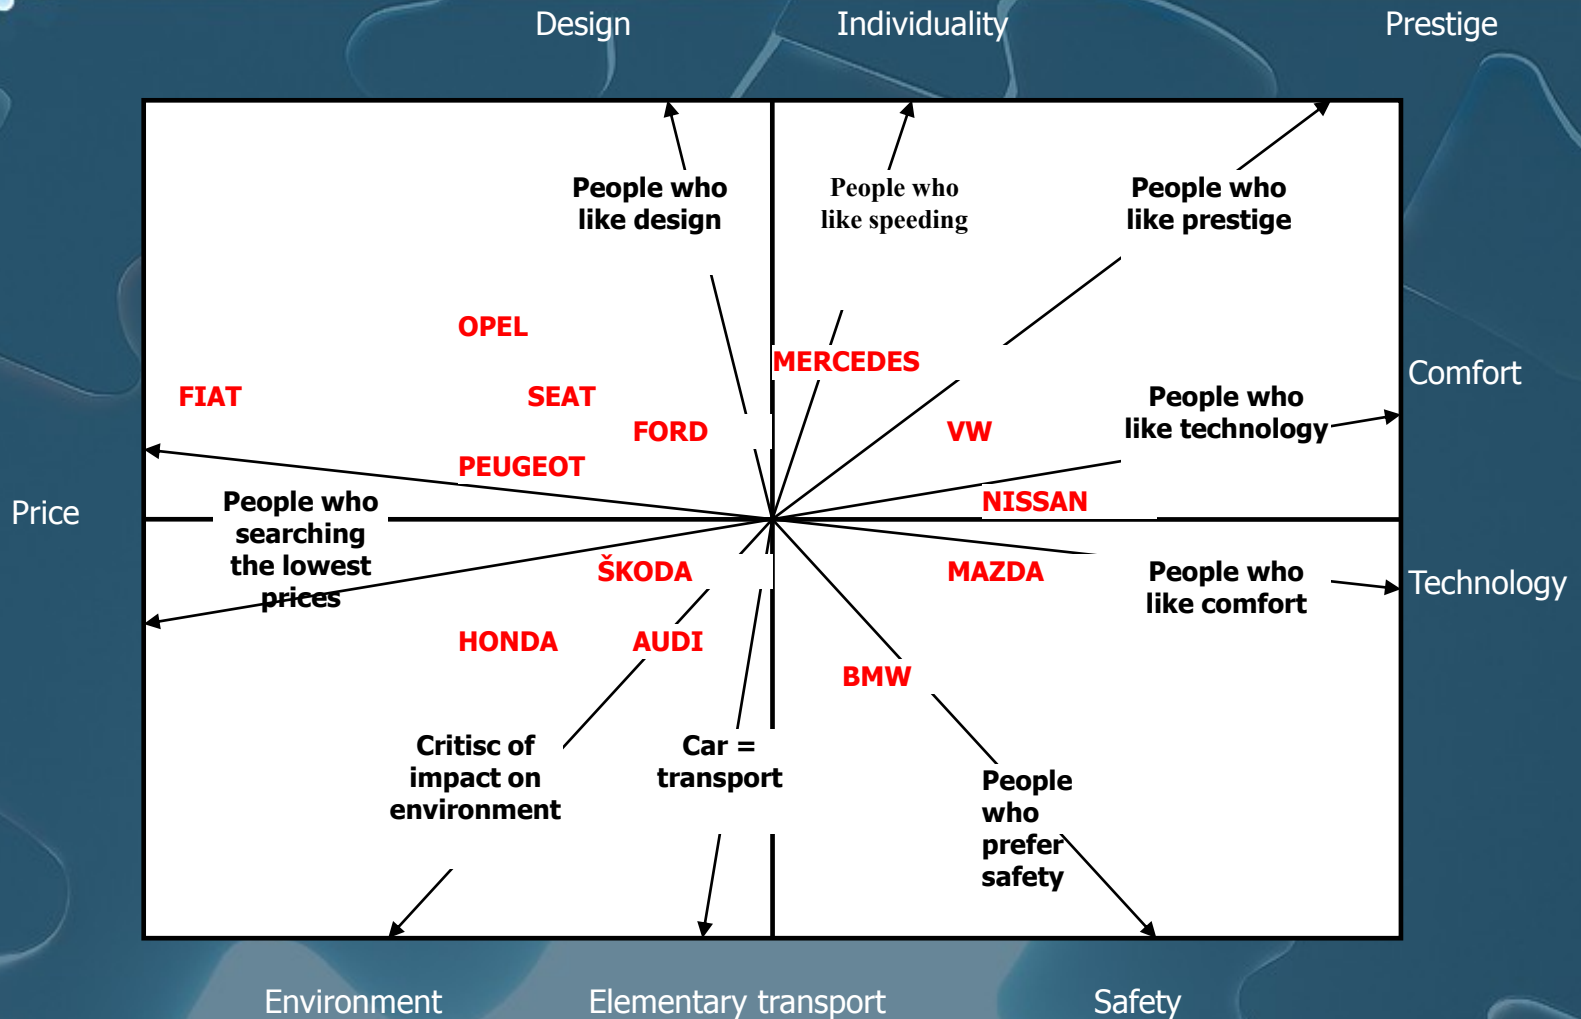 Design
Individuality
Prestige
People who
like design
People who
like speeding
People who
like prestige
OPEL
MERCEDES
Comfort
FIAT
SEAT
People who
like technology
FORD
VW
PEUGEOT
Price
People who
searching
the lowest
prices
NISSAN
ŠKODA
MAZDA
People who
like comfort
Technology
HONDA
AUDI
BMW
Critisc of
impact on
environment
Car =
transport
People
who
prefer
safety
Environment
Elementary transport
Safety